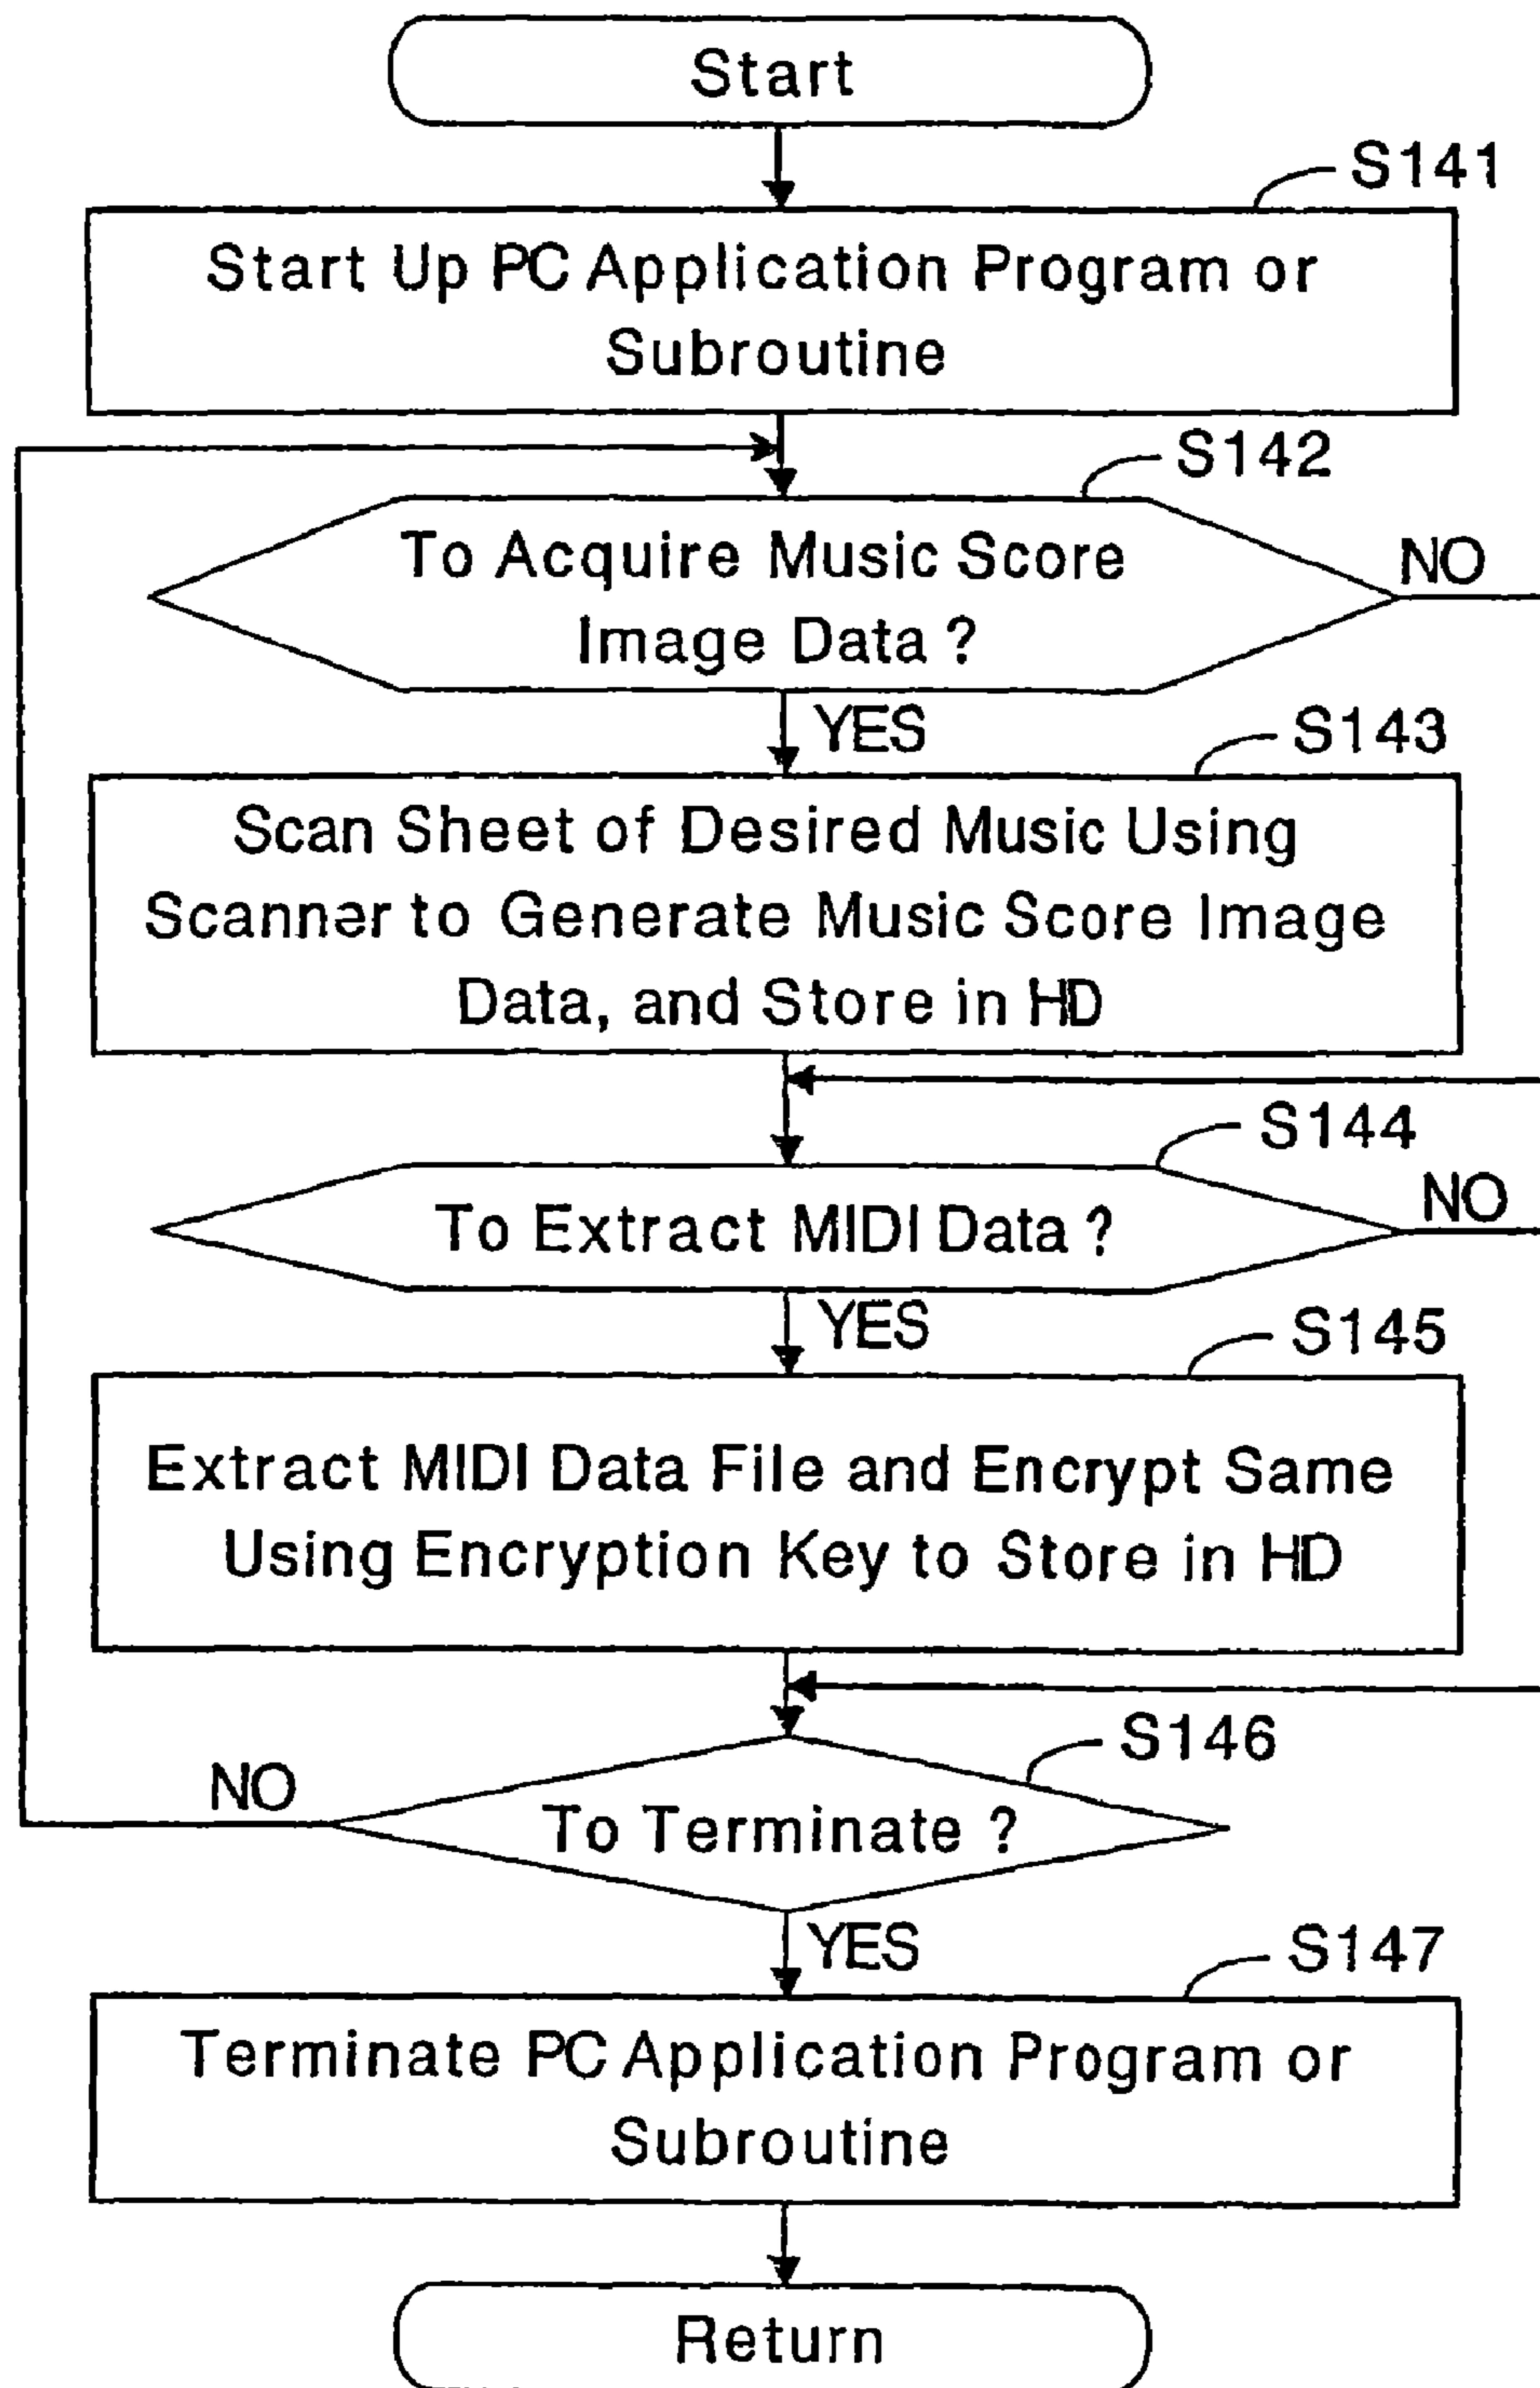 Start
S141
Start Up PC Application Program or
Subroutine
S142
To Acquire Music Score
Image Data ?
NO
YES
S143
Scan Sheet of Desired Music Using
Scanner to Generate Music Score Image
Data, and Store in HD
S144
To Extract MIDI Data ?
NO
YES
S145
Extract MIDI Data File and Encrypt Same
Using Encryption Key to Store in HD
S146
NO
To Terminate ?
YES
S147
Terminate PC Application Program or
Subroutine
Return